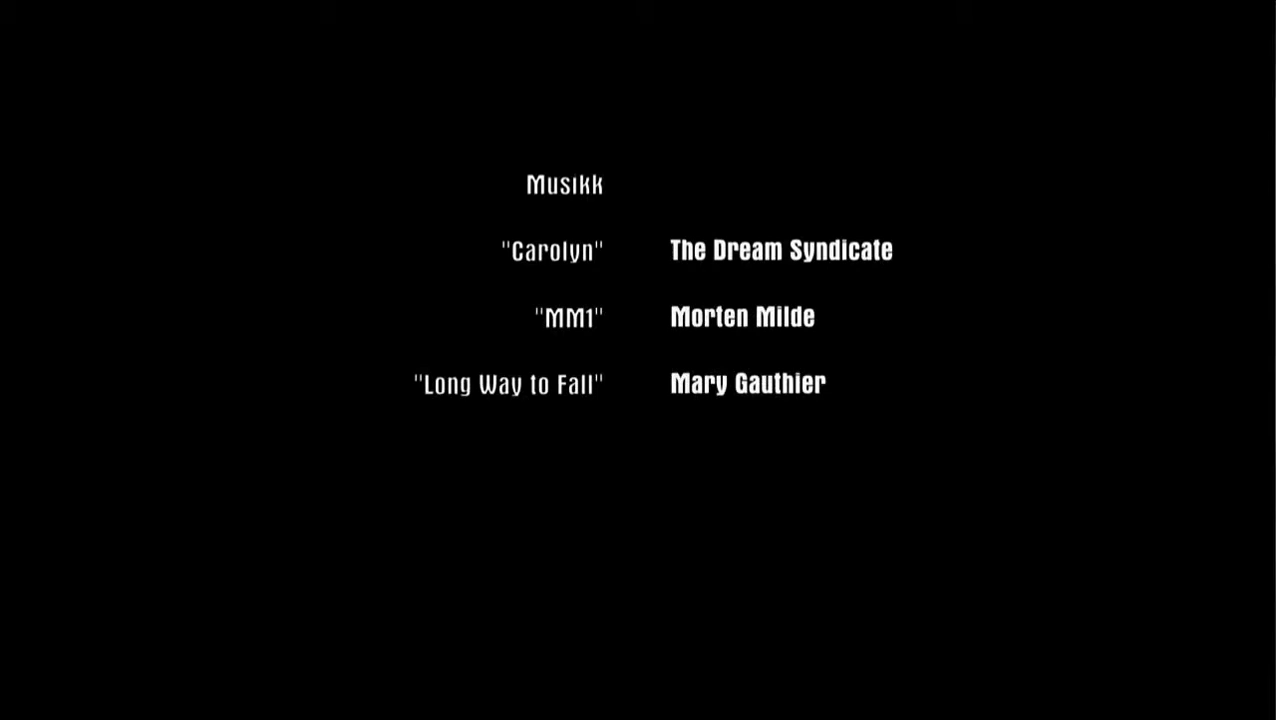 Musikk
"Carolyn" The Dream Syndicate
"MM1" Morten Milde
"Long Way to Fall" Mary Gauthier